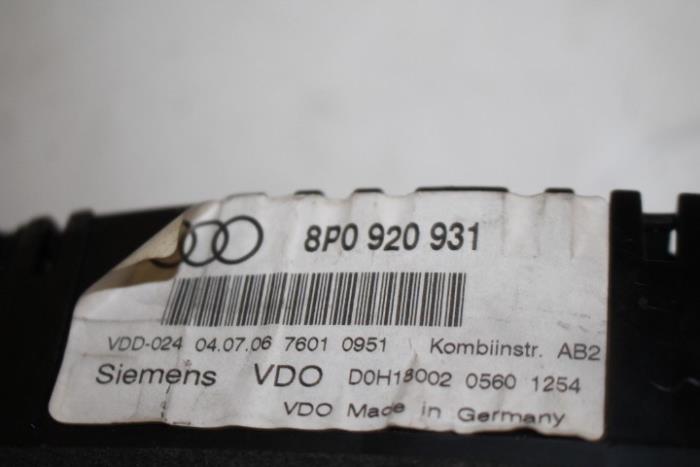 8P0 920 931
VDD-024 04.07.06 7601 0951 Kombiinstr. AB2
Siemens VDO D0H18002 0560 1254
VDO Made in Germany